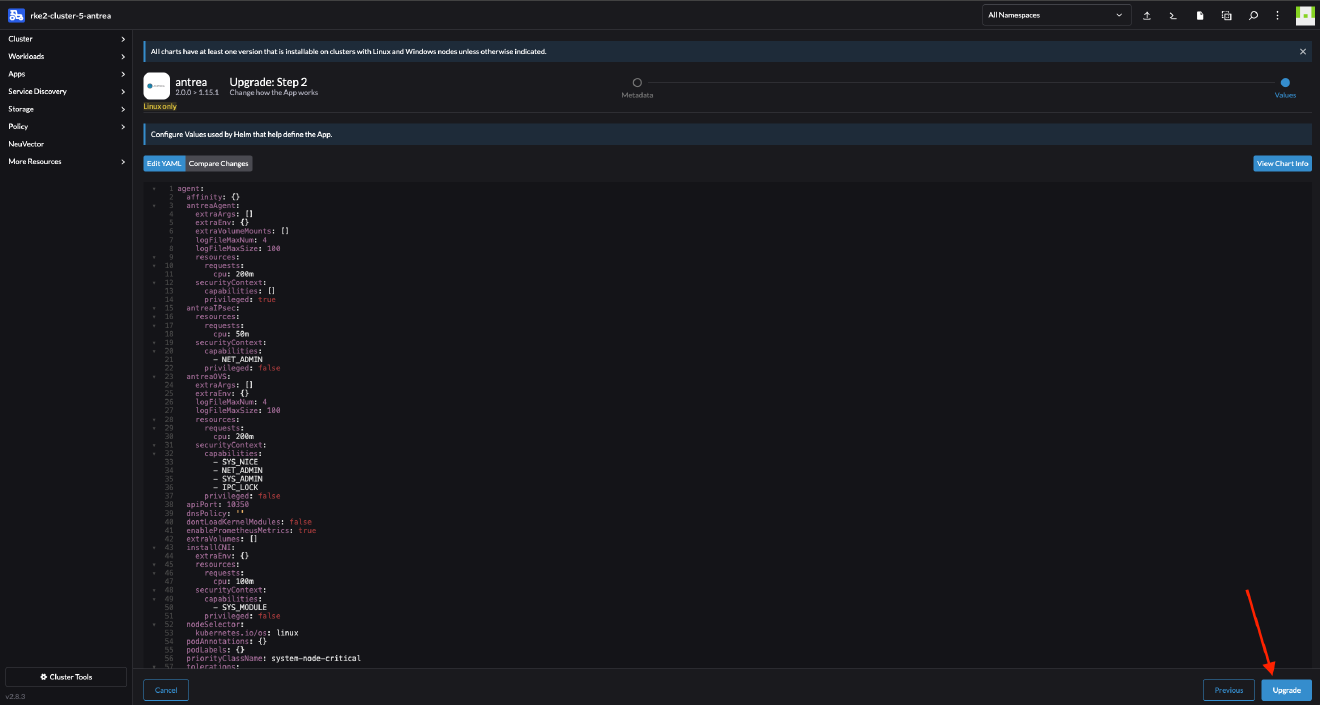 rke2-cluster-5-antrea
All Namespaces
Cluster
Workloads
Apps
Service Discovery
Storage
Policy
NeuVector
More Resources
All charts have at least one version that is installable on clusters with Linux and Windows nodes unless otherwise indicated.
antrea
2.0.0 > 1.15.1
Linux only
Upgrade: Step 2
Change how the App works
Metadata
Values
Configure Values used by Helm that help define the App.
Edit YAML Compare Changes
View Chart Info
1 agent:
2 affinity: {}
3 antreaAgent:
4 extraArgs: []
5 extraEnv: {}
6 extraVolumeMounts: []
7 logFileMaxNum: 4
8 logFileMaxSize: 100
9 resources:
10 requests:
11 cpu: 200m
12 securityContext:
13 capabilities: []
14 privileged: true
15 antreaIPsec:
16 resources:
17 requests:
18 cpu: 50m
19 securityContext:
20 capabilities:
21 - NET_ADMIN
22 privileged: false
23 antreaOVS:
24 extraArgs: []
25 extraEnv: {}
26 logFileMaxNum: 4
27 logFileMaxSize: 100
28 resources:
29 requests:
30 cpu: 200m
31 securityContext:
32 capabilities:
33 - SYS_NICE
34 - NET_ADMIN
35 - SYS_ADMIN
36 - IPC_LOCK
37 privileged: false
38 apiPort: 10350
39 dnsPolicy: ''
40 dontLoadKernelModules: false
41 enablePrometheusMetrics: true
42 extraVolumes: []
43 installCNI:
44 extraEnv: {}
45 resources:
46 requests:
47 cpu: 100m
48 securityContext:
49 capabilities:
50 - SYS_MODULE
51 privileged: false
52 nodeSelector:
53 kubernetes.io/os: linux
54 podAnnotations: {}
55 podLabels: {}
56 priorityClassName: system-node-critical
57 tolerations:
Cluster Tools
v2.8.3
Cancel
Previous
Upgrade